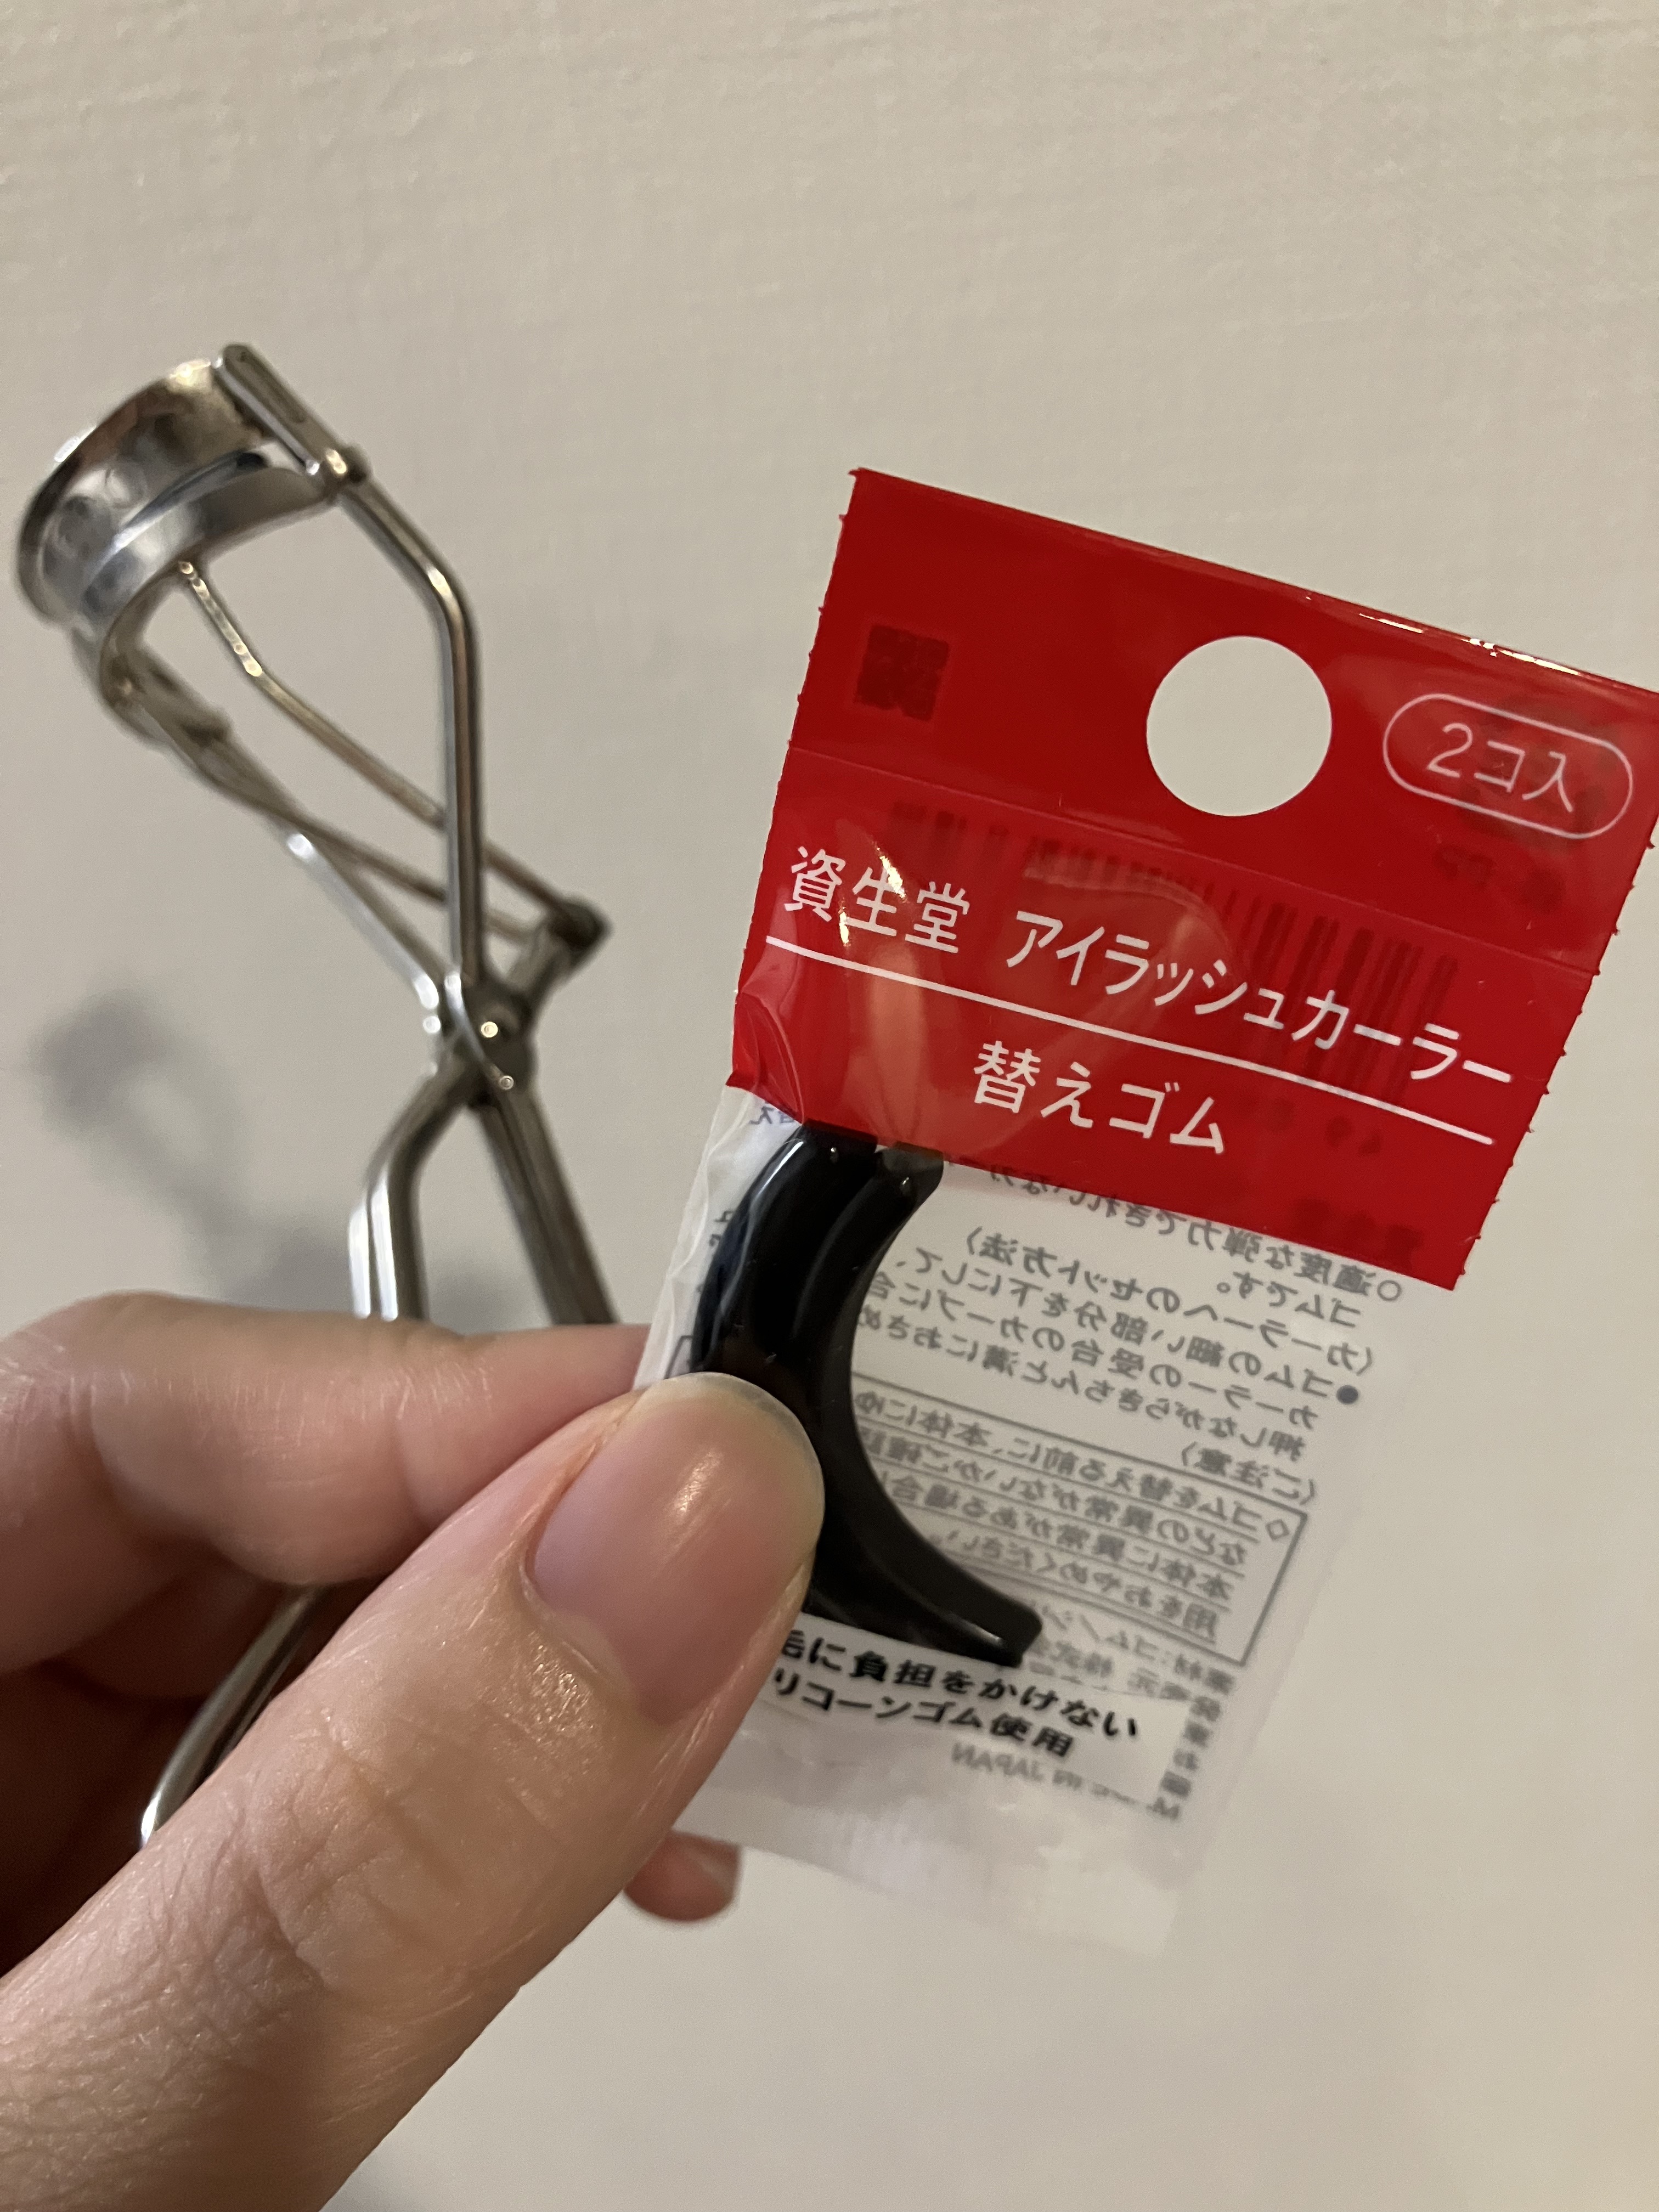 2コ入
資生堂 アイラッシュカーラー
替えゴム
○適度な弾力できれいなカ
ゴムです。
〈カーラーへのセット方法〉
●ゴムの細い部分を下にして、
カーラーの受台のカーブに合
押しながらきちんと溝におさめ
〈ご注意〉
◇ゴムを替える前に、本体にゆ
などの異常がないかご確認
本体に異常がある場合
用をおやめください。
毛に負担をかけない
リコーンゴム使用
IN JAPAN